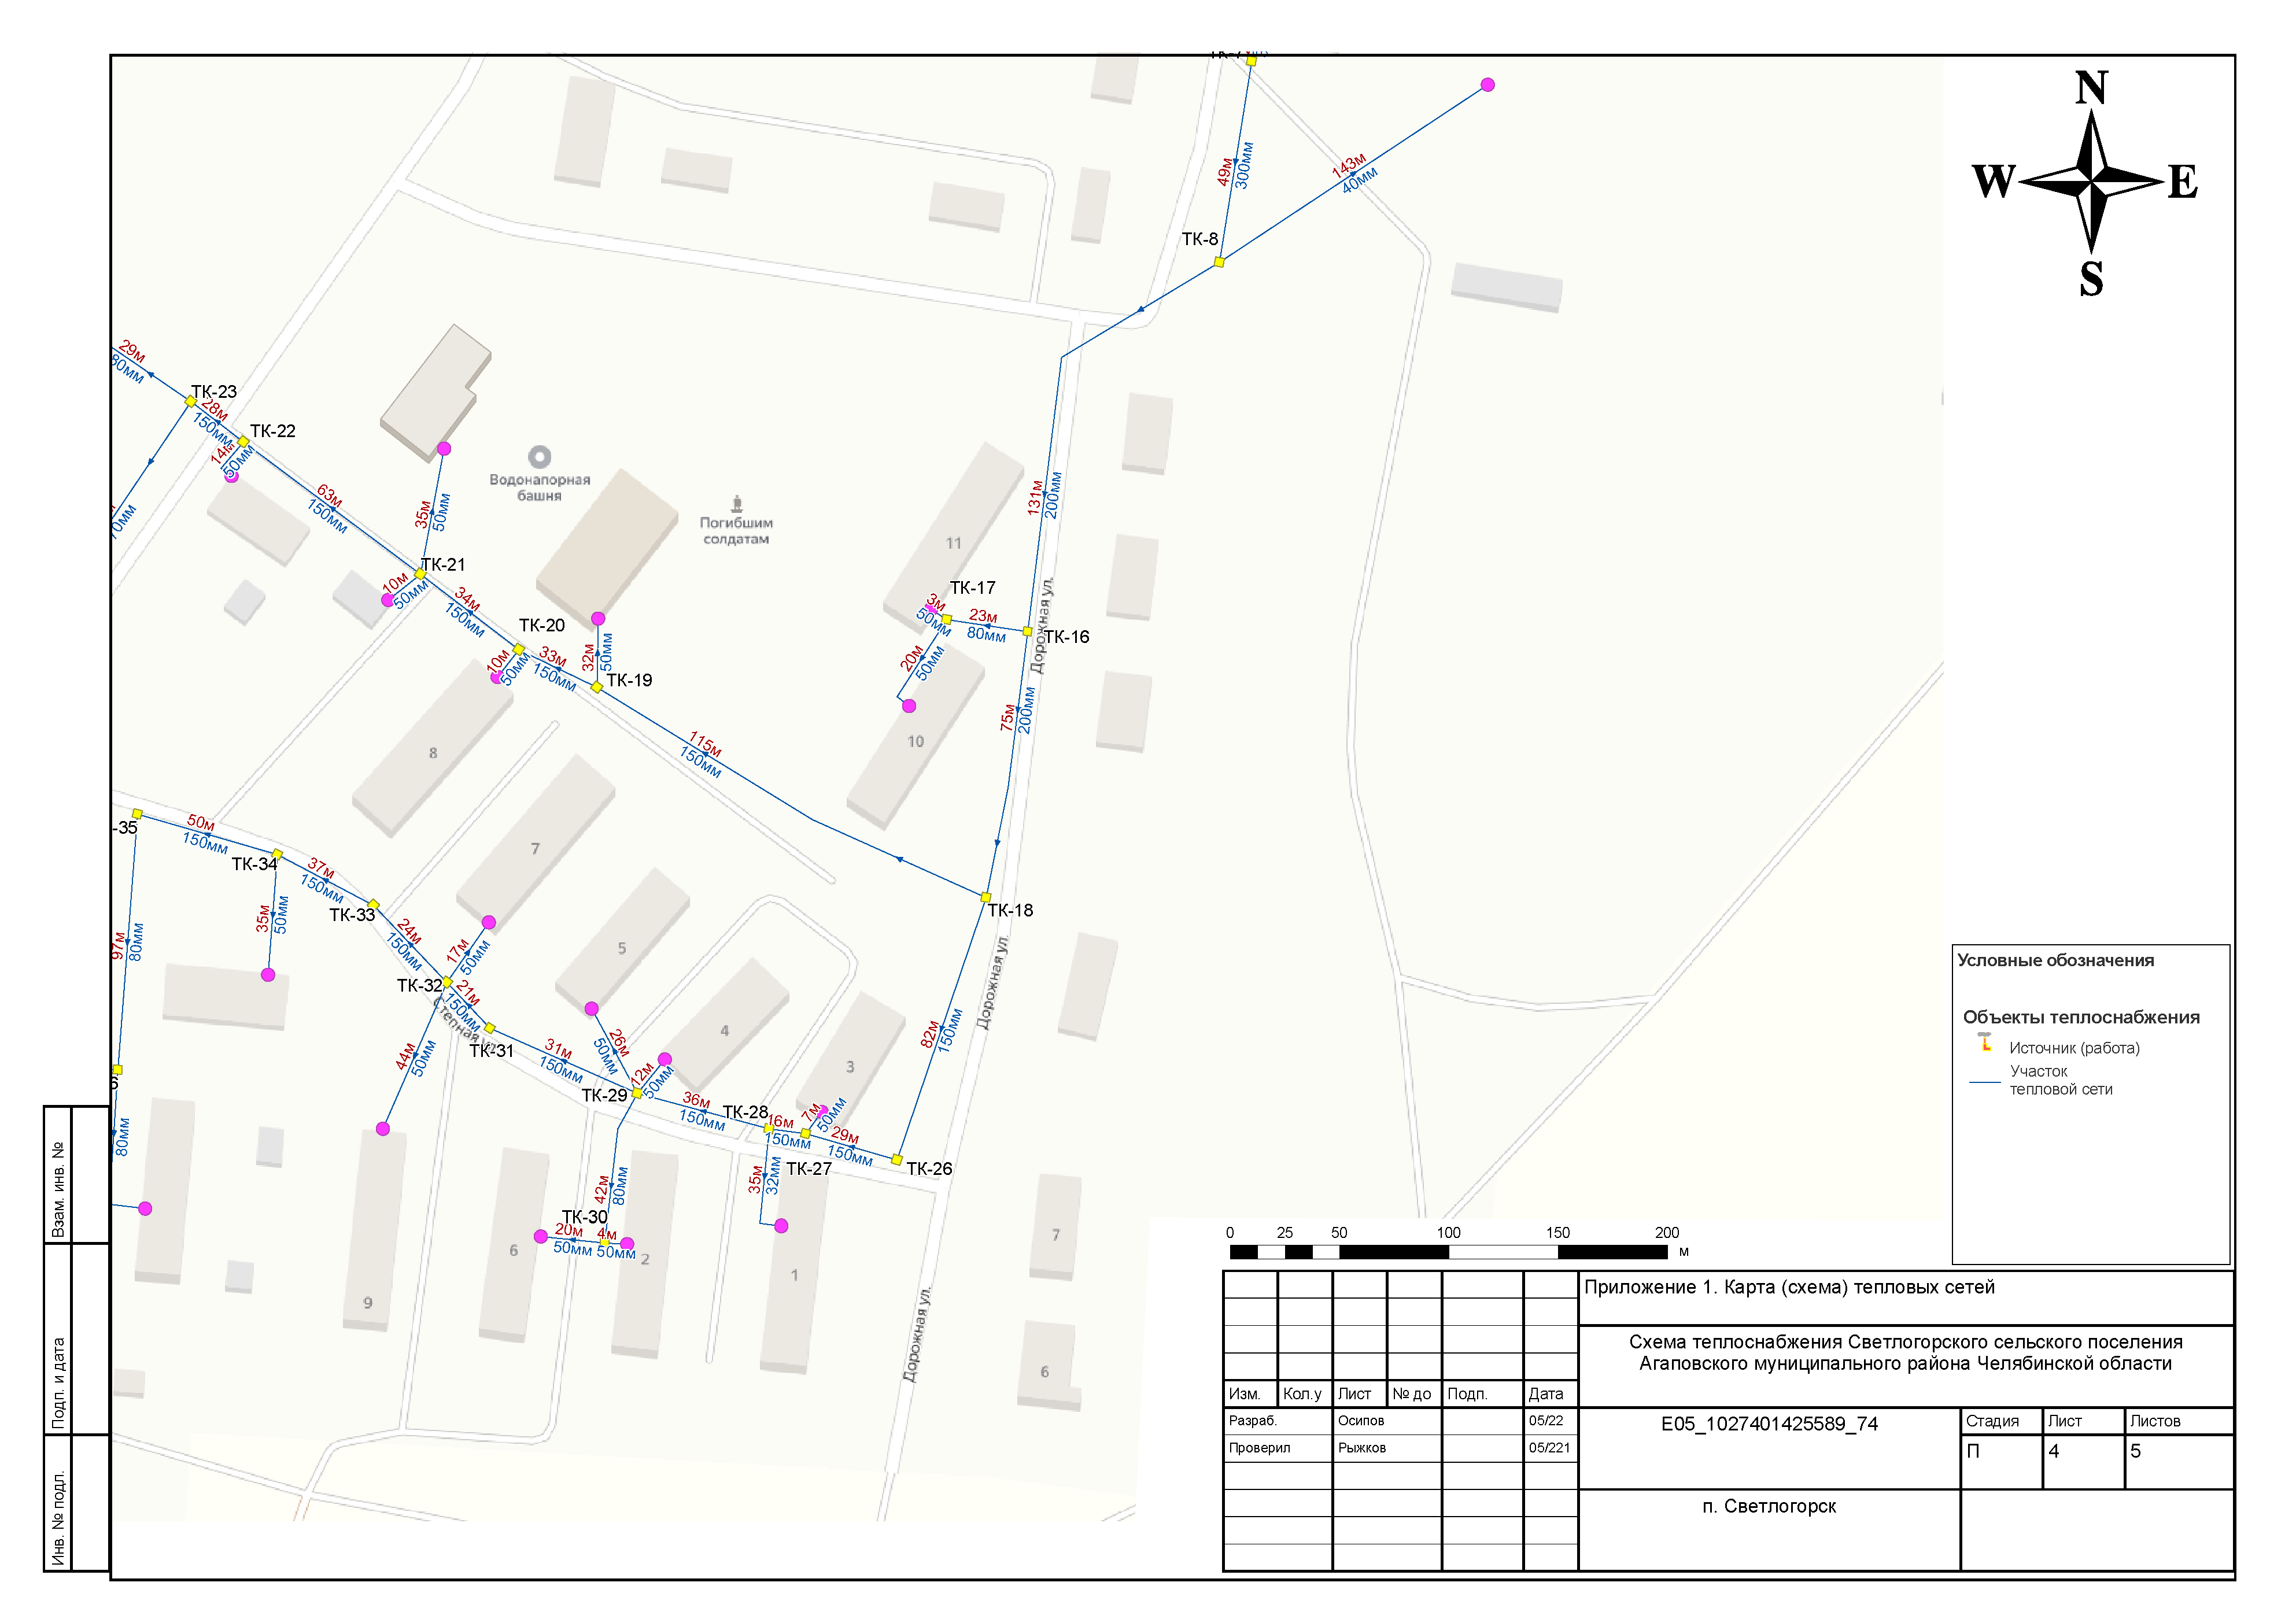 N
W
E
S
ТК-8
49м
300мм
143м
40мм
29м
80мм
ТК-23
28м
150мм
ТК-22
14м
50мм
63м
150мм
35м
50мм
Водонапорная
башня
Погибшим
солдатам
ТК-21
10м
50мм
34м
150мм
ТК-20
10м
50мм
33м
150мм
32м
50мм
ТК-19
11
ТК-17
3м
50мм
23м
80мм
ТК-16
131м
200мм
Дорожная ул.
20м
50мм
10
75м
200мм
115м
150мм
8
7
5
4
3
ТК-18
Дорожная ул.
82м
150мм
-35
50м
150мм
ТК-34
37м
150мм
ТК-33
35м
50мм
24м
150мм
17м
50мм
ТК-32
21м
150мм
Степная ул.
ТК-31
97м
80мм
44м
50мм
31м
150мм
26м
50мм
12м
50мм
ТК-29
36м
150мм
ТК-28
16м
150мм
7м
50мм
29м
150мм
ТК-27
ТК-26
35м
32мм
42м
80мм
ТК-30
20м
50мм
4м
50мм
80мм
6
2
1
9
7
6
Дорожная ул.
0 25 50 100 150 200
м
Условные обозначения
Объекты теплоснабжения
Источник (работа)
Участок
тепловой сети
Приложение 1. Карта (схема) тепловых сетей
Схема теплоснабжения Светлогорского сельского поселения
Агаповского муниципального района Челябинской области
Изм. Кол.у Лист № до Подп. Дата
Разраб. Осипов 05/22
Проверил Рыжков 05/221
Е05_1027401425589_74
Стадия Лист Листов
П 4 5
п. Светлогорск
Взам. инв. №
Подп. и дата
Инв. № подл.